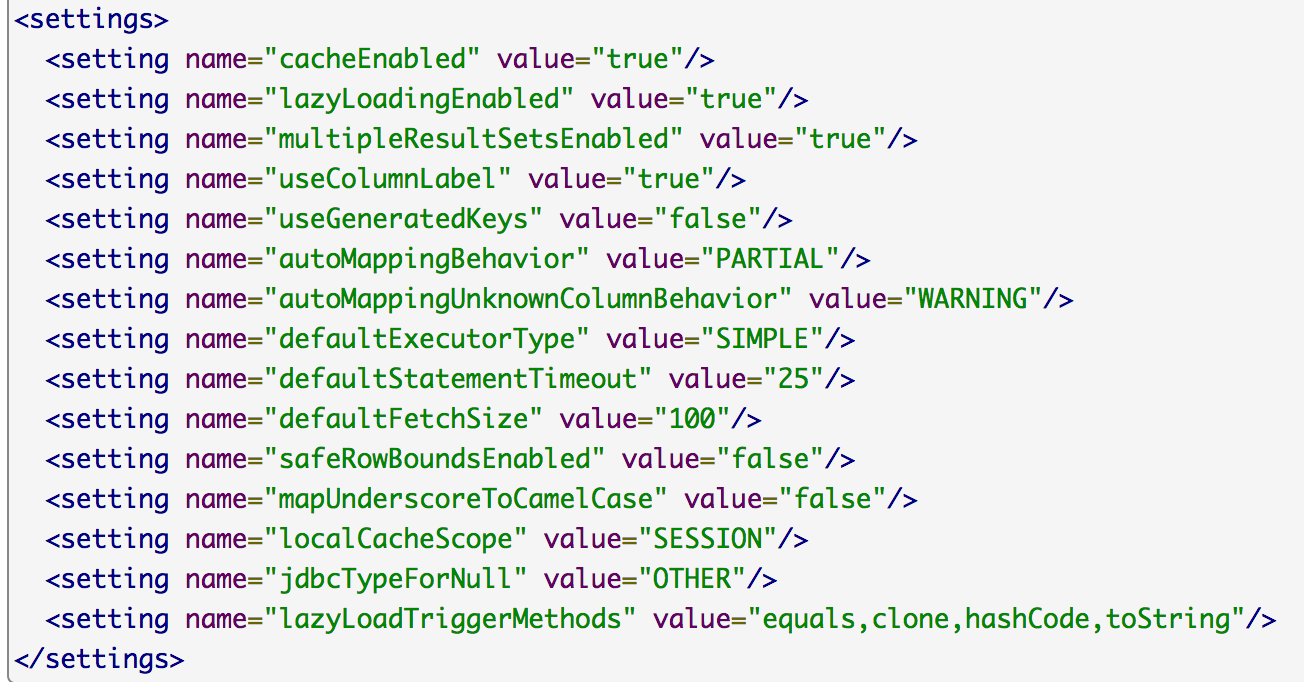 <settings>
  <setting name="cacheEnabled" value="true"/>
  <setting name="lazyLoadingEnabled" value="true"/>
  <setting name="multipleResultSetsEnabled" value="true"/>
  <setting name="useColumnLabel" value="true"/>
  <setting name="useGeneratedKeys" value="false"/>
  <setting name="autoMappingBehavior" value="PARTIAL"/>
  <setting name="autoMappingUnknownColumnBehavior" value="WARNING"/>
  <setting name="defaultExecutorType" value="SIMPLE"/>
  <setting name="defaultStatementTimeout" value="25"/>
  <setting name="defaultFetchSize" value="100"/>
  <setting name="safeRowBoundsEnabled" value="false"/>
  <setting name="mapUnderscoreToCamelCase" value="false"/>
  <setting name="localCacheScope" value="SESSION"/>
  <setting name="jdbcTypeForNull" value="OTHER"/>
  <setting name="lazyLoadTriggerMethods" value="equals,clone,hashCode,toString"/>
</settings>